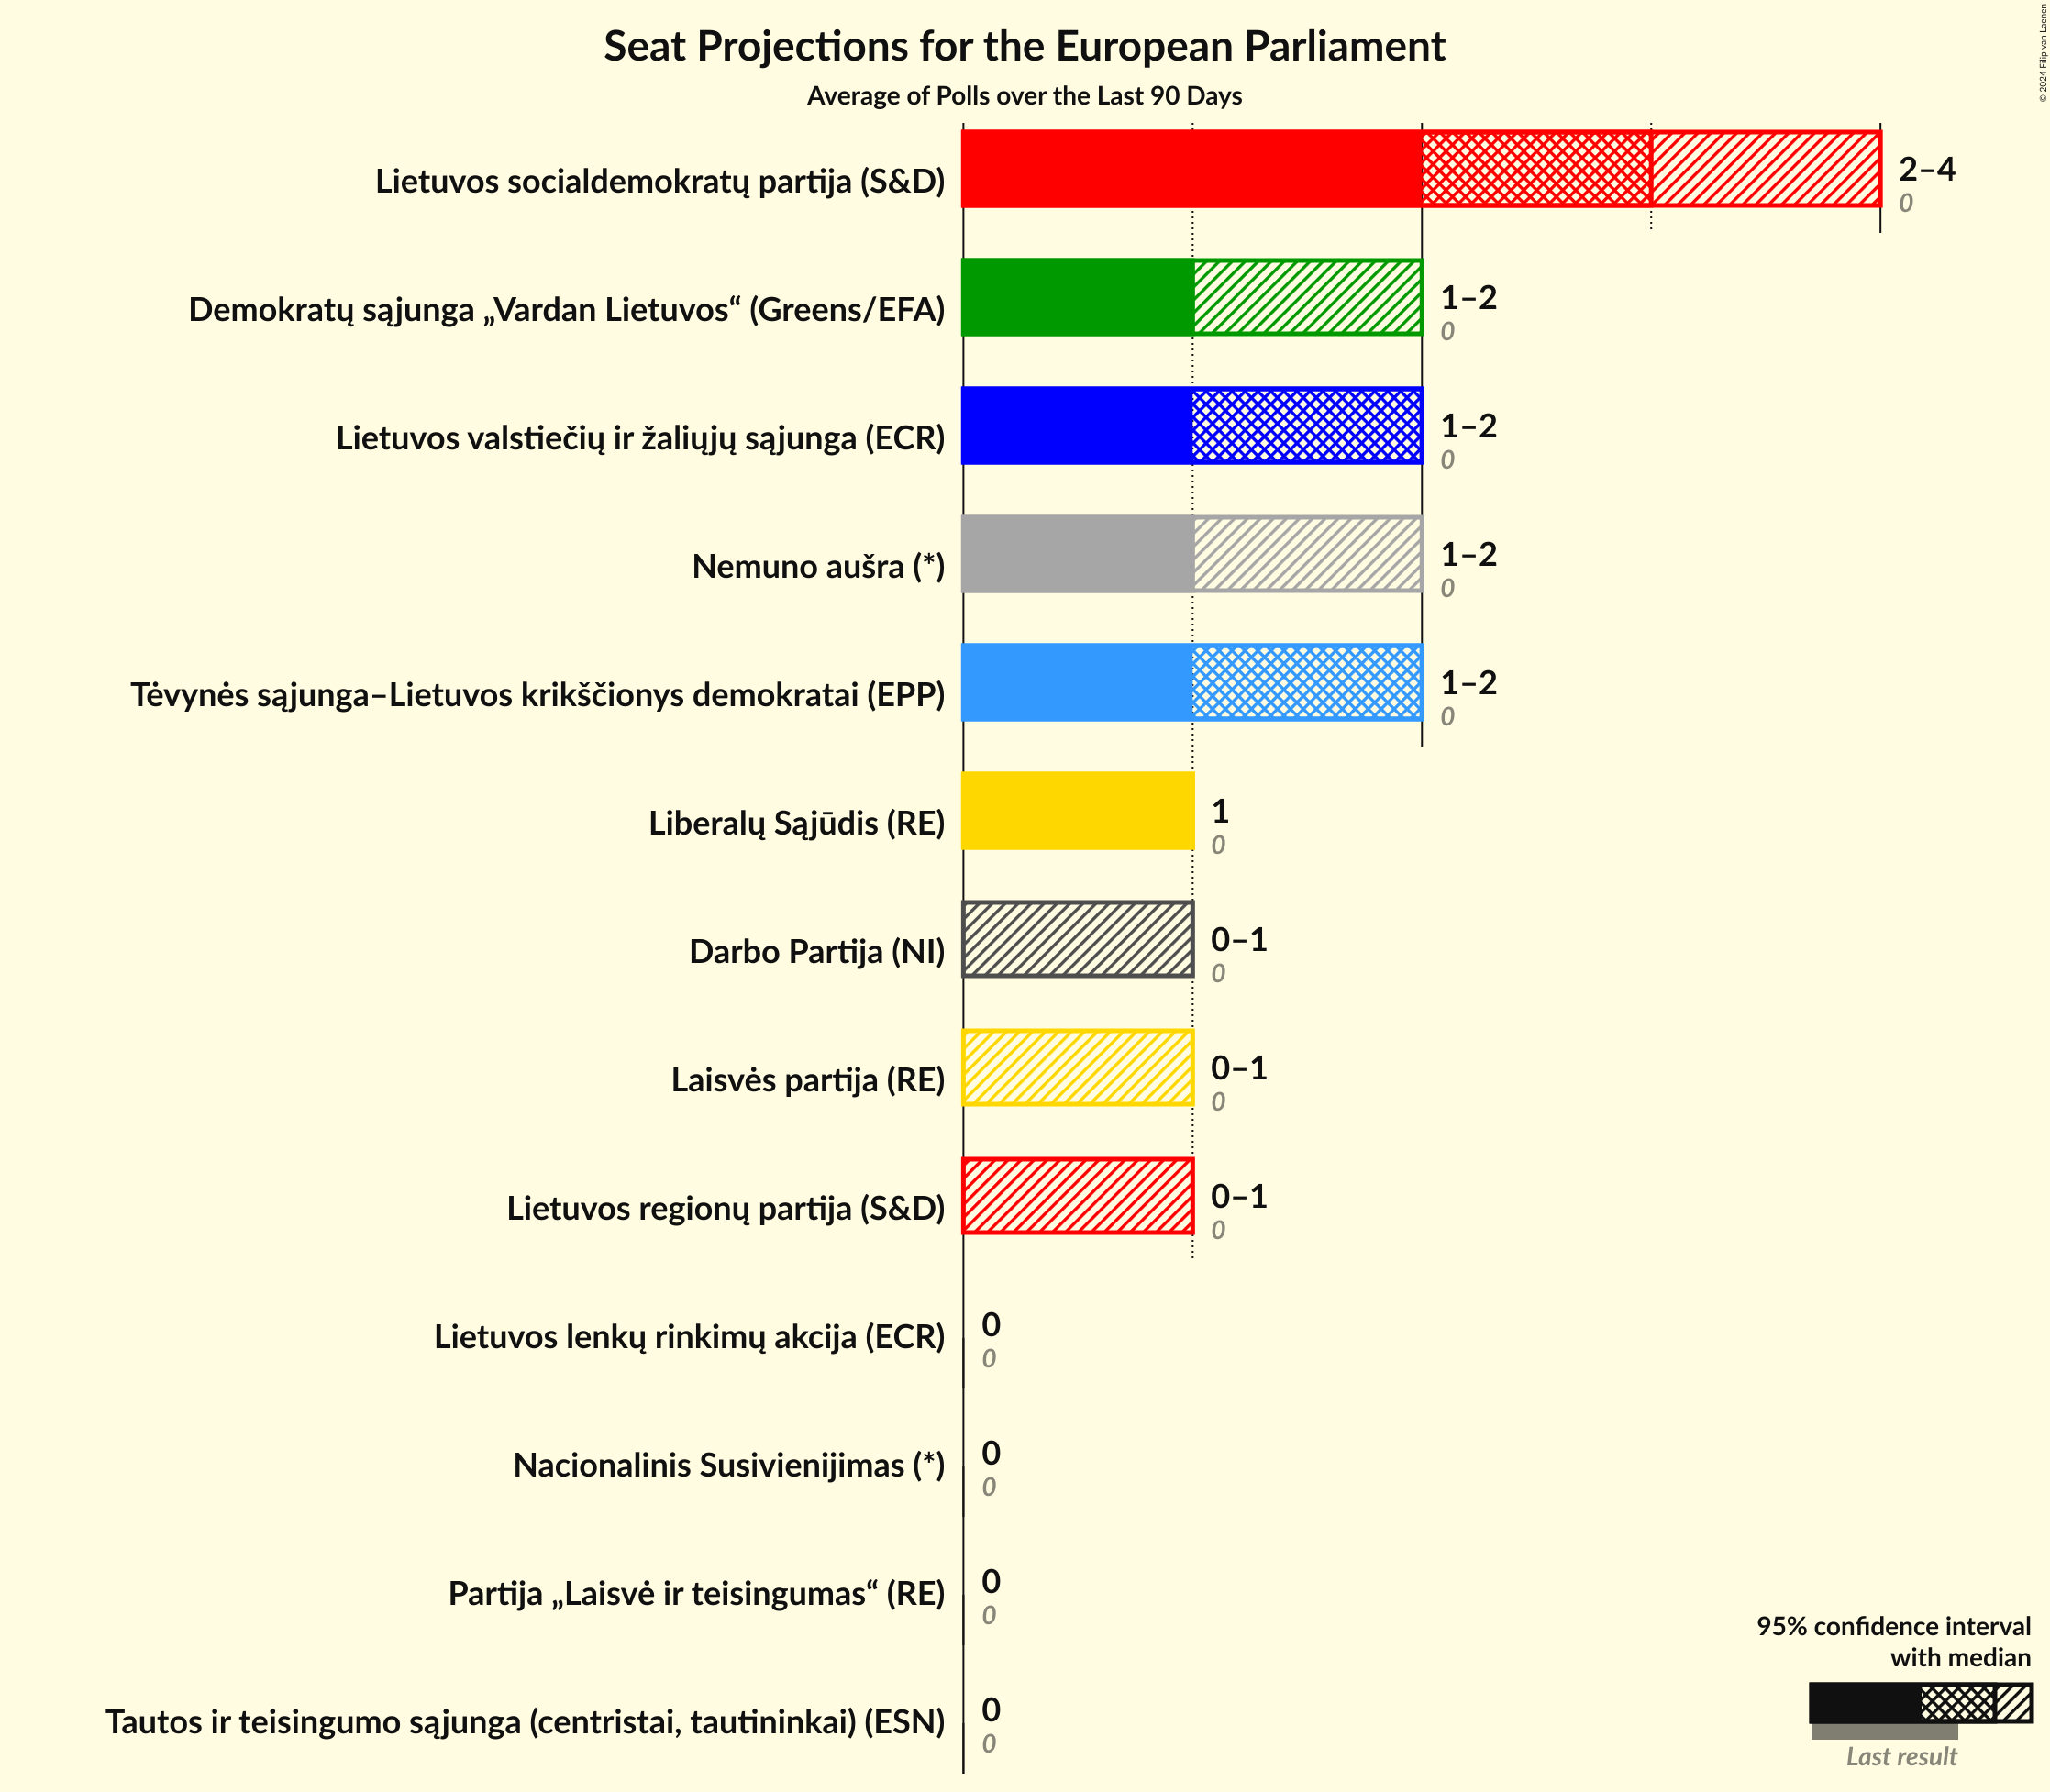 Seat Projections for the European Parliament
Average of Polls over the Last 90 Days
© 2024 Filip van Laenen
Lietuvos socialdemokratų partija (S&D)
2–4
0
Demokratų sąjunga „Vardan Lietuvos“ (Greens/EFA)
1–2
0
Lietuvos valstiečių ir žaliųjų sąjunga (ECR)
1–2
0
Nemuno aušra (*)
1–2
0
Tėvynės sąjunga–Lietuvos krikščionys demokratai (EPP)
1–2
0
Liberalų Sąjūdis (RE)
1
0
Darbo Partija (NI)
0–1
0
Laisvės partija (RE)
0–1
0
Lietuvos regionų partija (S&D)
0–1
0
Lietuvos lenkų rinkimų akcija (ECR)
0
0
Nacionalinis Susivienijimas (*)
0
0
Partija „Laisvė ir teisingumas“ (RE)
0
0
Tautos ir teisingumo sąjunga (centristai, tautininkai) (ESN)
0
0
95% confidence interval
with median
Last result